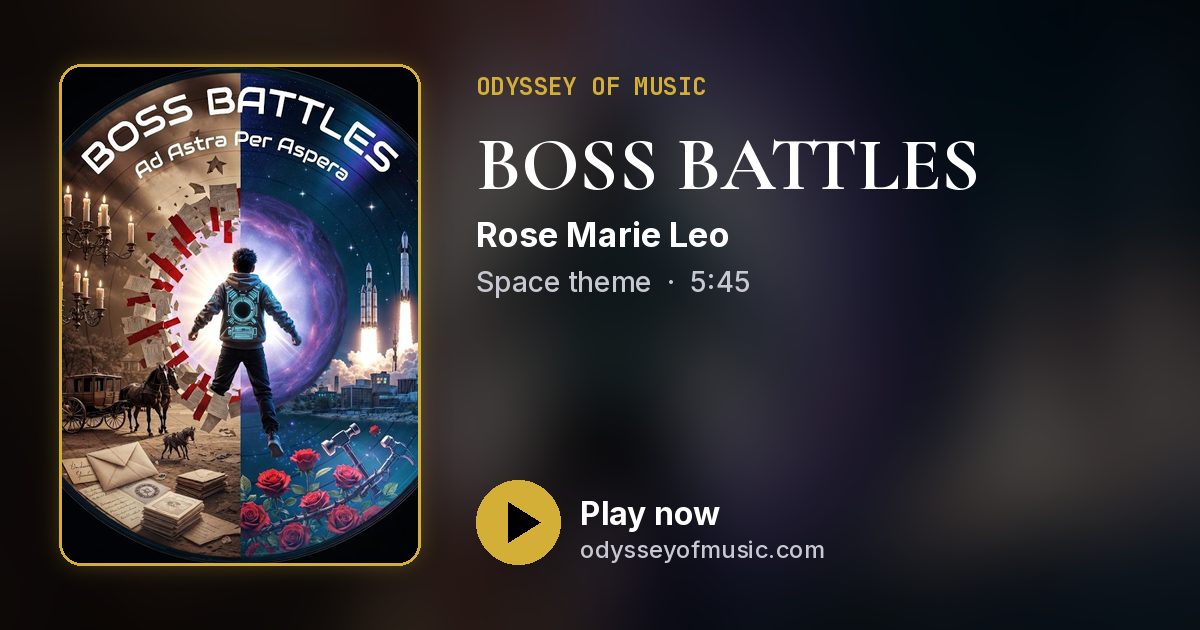 BOSS BATTLES
Ad Astra Per Aspera
ODYSSEY OF MUSIC
BOSS BATTLES
Rose Marie Leo
Space theme · 5:45
Play now
odysseyofmusic.com